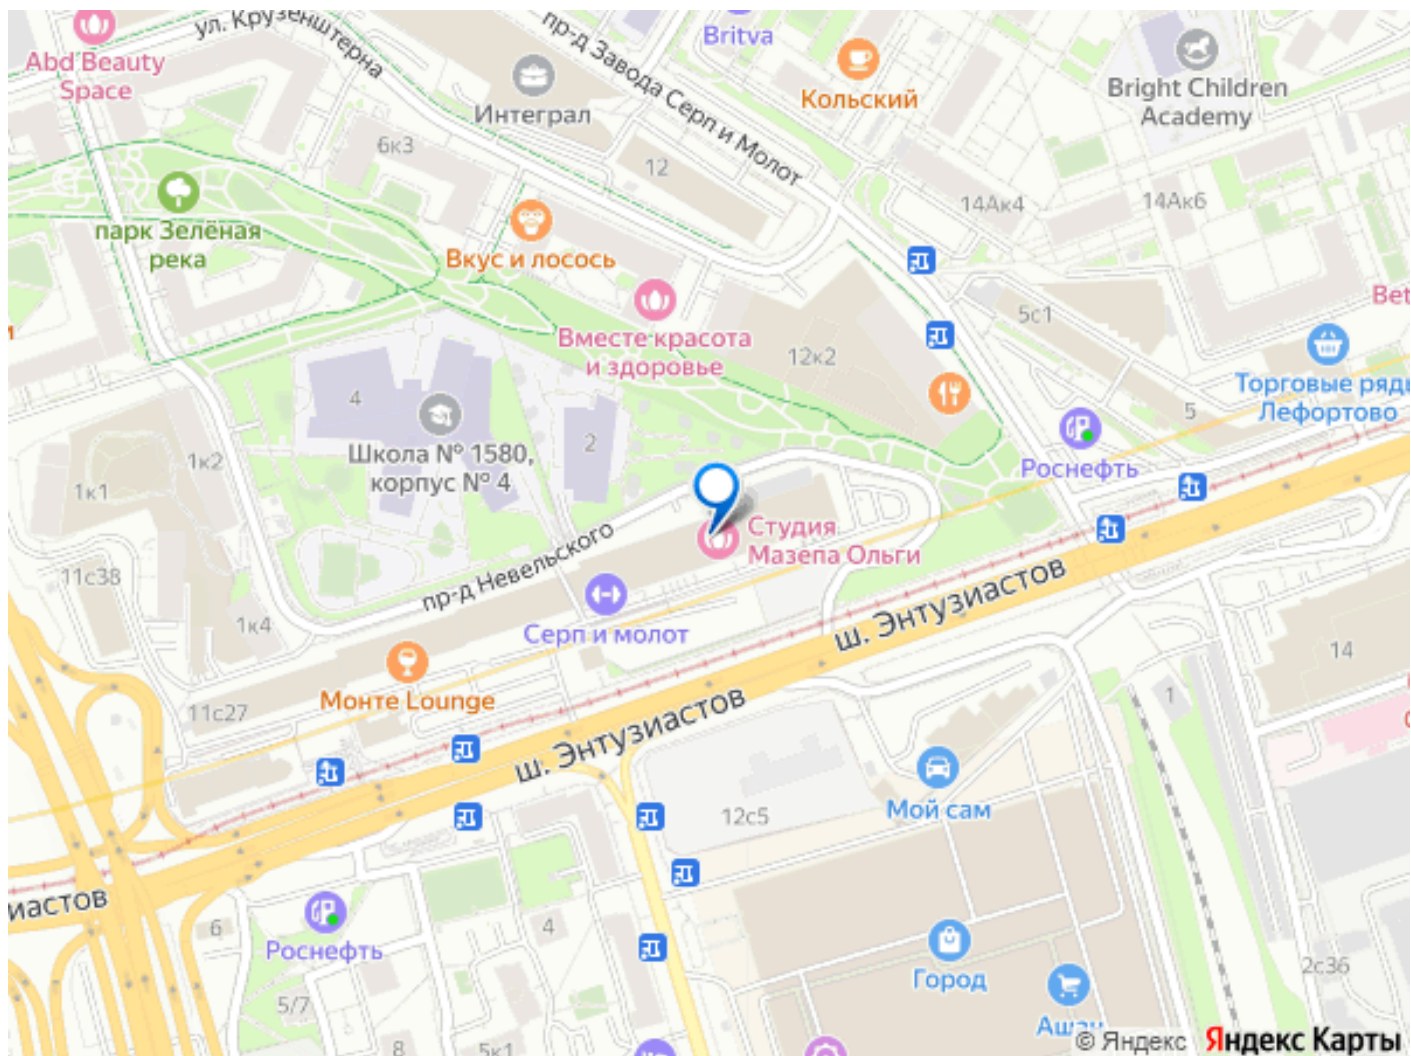 ул. Крузенштерна
Abd Beauty
Space
Интеграл
пр-д Завода Серп и Молот
Britva
Кольский
Bright Children
Academy
6к3
12
14Ак4
14Ак6
парк Зелёная
река
Вкус и лосось
Вместе красота
и здоровье
12к2
5с1
Bet
Торговые ряды
Лефортово
5
4
Школа № 1580,
корпус № 4
2
Роснефть
1к2
1к1
11с38
1к4
пр-д Невельского
Студия
Мазепа Ольги
Серп и молот
ш. Энтузиастов
Монте Lounge
11с27
ш. Энтузиастов
14
1
Мой сам
12с5
иастов
6
Роснефть
4
5/7
8
5к1
Город
Ашан
2с36
© Яндекс Яндекс Карты